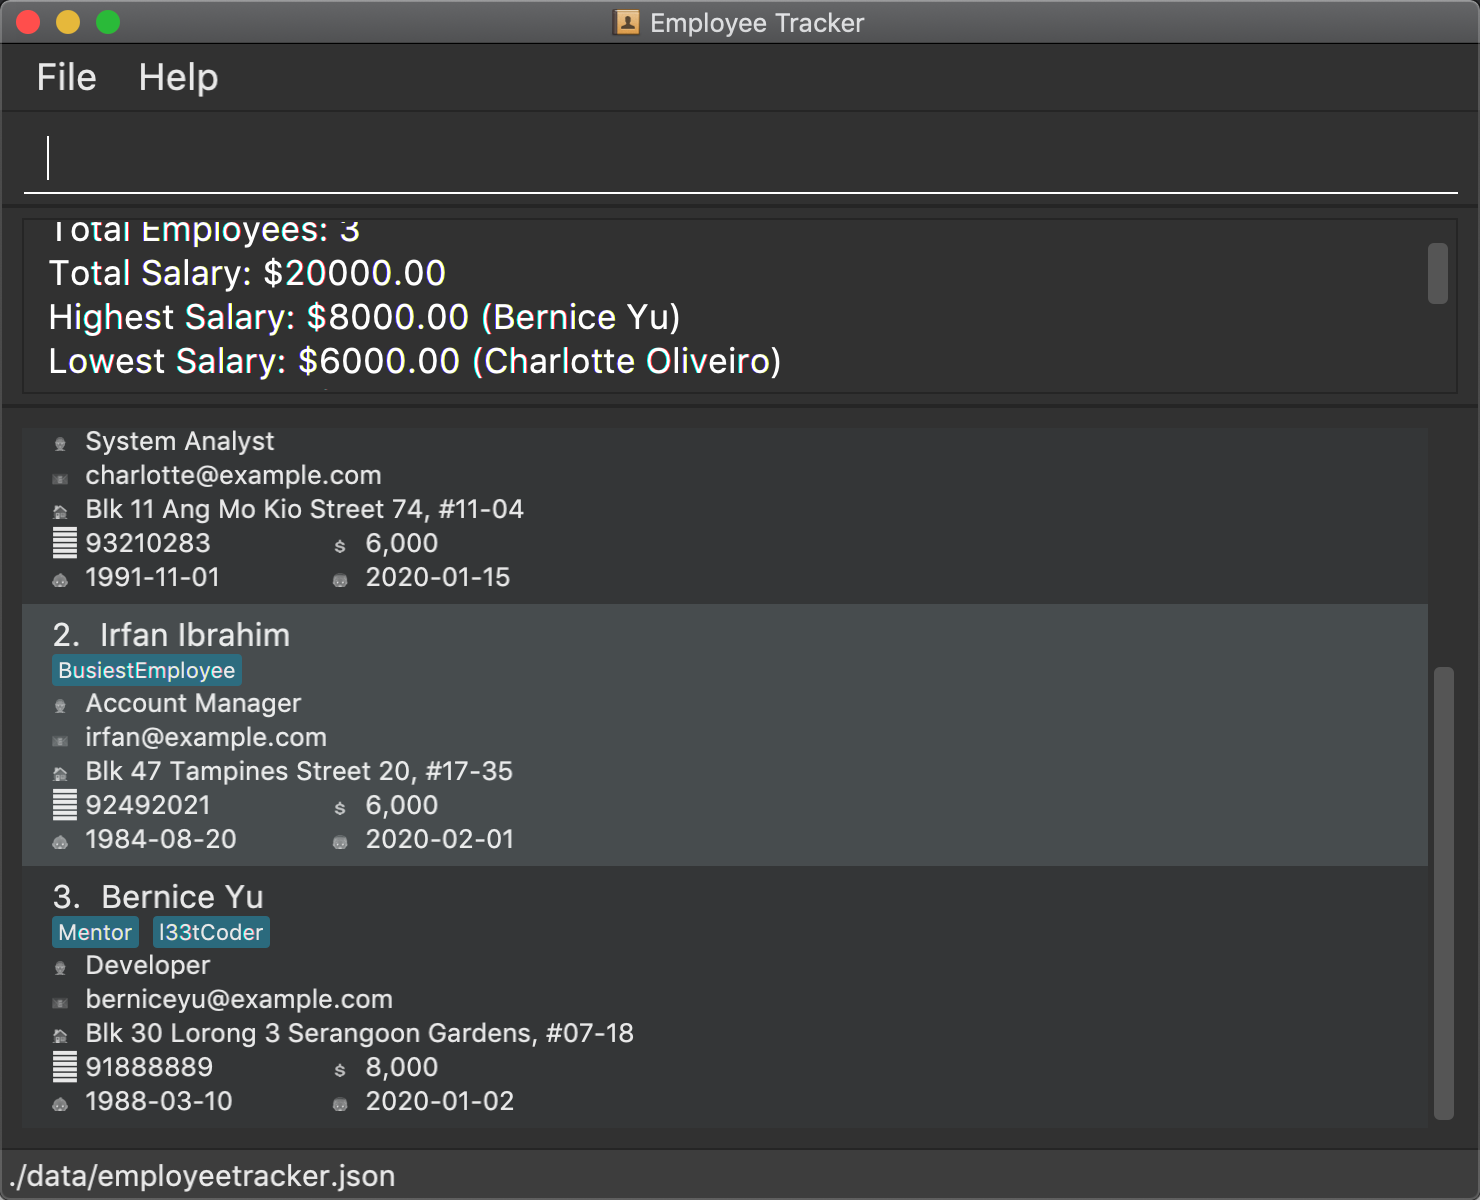 Employee Tracker
File Help
Total Employees: 3
Total Salary: $20000.00
Highest Salary: $8000.00 (Bernice Yu)
Lowest Salary: $6000.00 (Charlotte Oliveiro)
System Analyst
charlotte@example.com
Blk 11 Ang Mo Kio Street 74, #11-04
93210283 $ 6,000
1991-11-01 2020-01-15
2. Irfan Ibrahim
BusiestEmployee
Account Manager
irfan@example.com
Blk 47 Tampines Street 20, #17-35
92492021 $ 6,000
1984-08-20 2020-02-01
3. Bernice Yu
Mentor l33tCoder
Developer
berniceyu@example.com
Blk 30 Lorong 3 Serangoon Gardens, #07-18
91888889 $ 8,000
1988-03-10 2020-01-02
./data/employeetracker.json